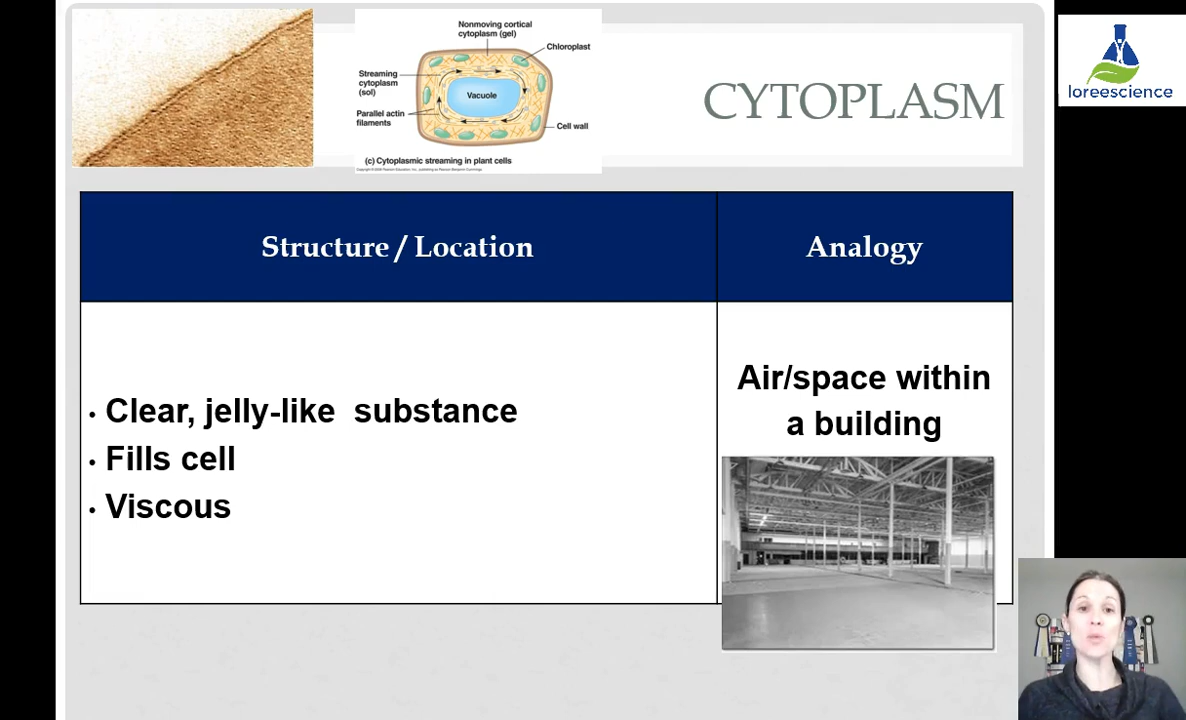 Nonmoving cortical
cytoplasm (gel)
Chloroplast
Streaming
cytoplasm
(sol)
Vacuole
Parallel actin
filaments
Cell wall
(c) Cytoplasmic streaming in plant cells
CYTOPLASM
loreescience
Structure / Location
Analogy
• Clear, jelly-like substance
• Fills cell
• Viscous
Air/space within
a building